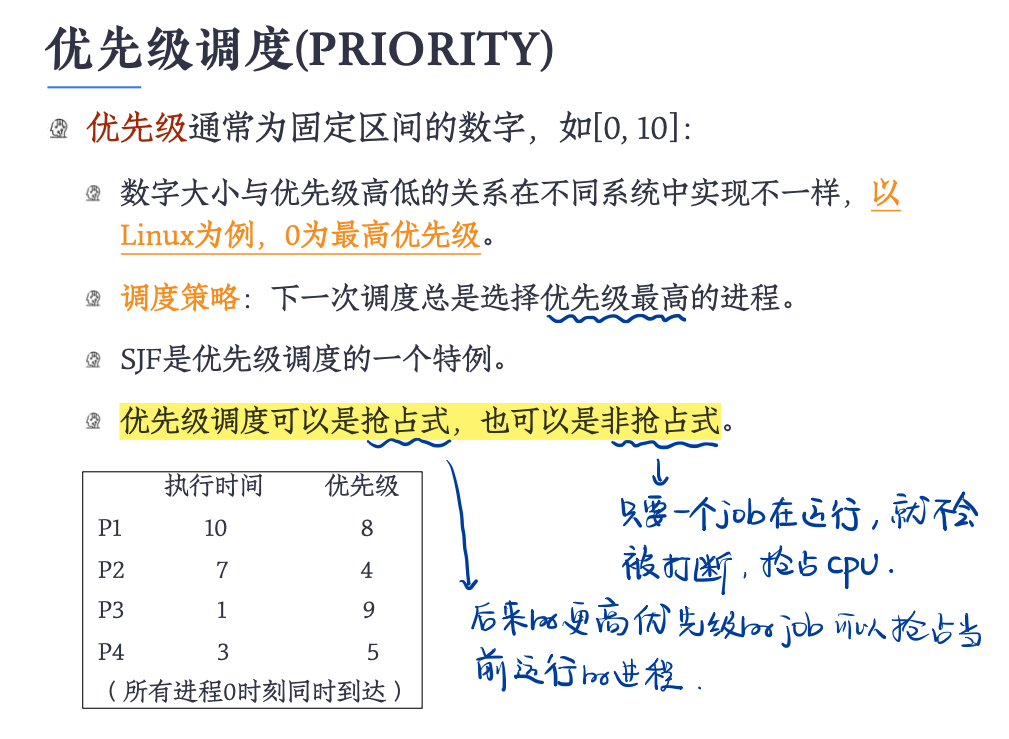 优先级调度(PRIORITY)
优先级通常为固定区间的数字，如[0, 10]：
数字大小与优先级高低的关系在不同系统中实现不一样，以
Linux为例，0为最高优先级。
调度策略：下一次调度总是选择优先级最高的进程。
SJF是优先级调度的一个特例。
优先级调度可以是抢占式，也可以是非抢占式。
执行时间 优先级
P1 10 8
P2 7 4
P3 1 9
P4 3 5
（所有进程0时刻同时到达）
只要一个job在运行，就不会
被打断，抢占CPU.
后来的更高优先级的job可以抢占当
前运行的进程.